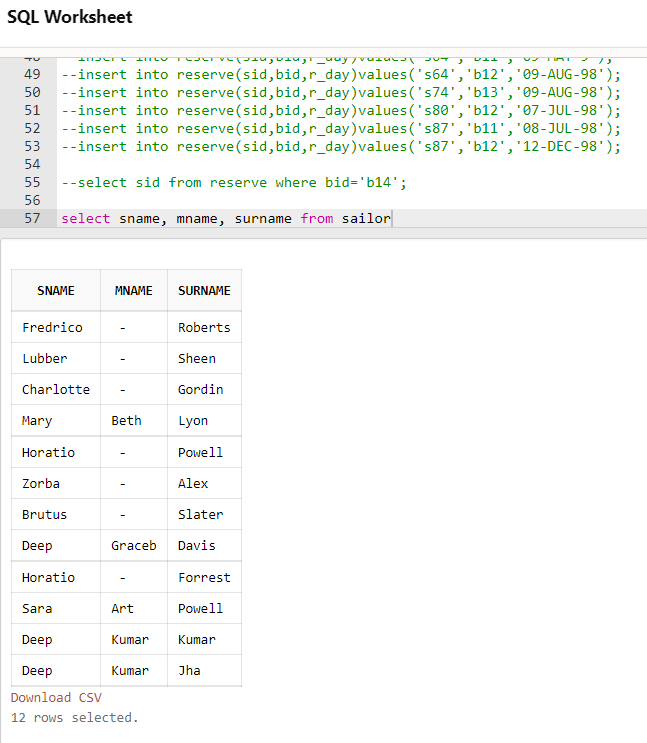 SQL Worksheet
49 --insert into reserve(sid,bid,r_day)values('s64','b12','09-AUG-98');
50 --insert into reserve(sid,bid,r_day)values('s74','b13','09-AUG-98');
51 --insert into reserve(sid,bid,r_day)values('s80','b12','07-JUL-98');
52 --insert into reserve(sid,bid,r_day)values('s87','b11','08-JUL-98');
53 --insert into reserve(sid,bid,r_day)values('s87','b12','12-DEC-98');
54
55 --select sid from reserve where bid='b14';
56
57 select sname, mname, surname from sailor
SNAME MNAME SURNAME
Fredrico - Roberts
Lubber - Sheen
Charlotte - Gordin
Mary Beth Lyon
Horatio - Powell
Zorba - Alex
Brutus - Slater
Deep Graceb Davis
Horatio - Forrest
Sara Art Powell
Deep Kumar Kumar
Deep Kumar Jha
Download CSV
12 rows selected.